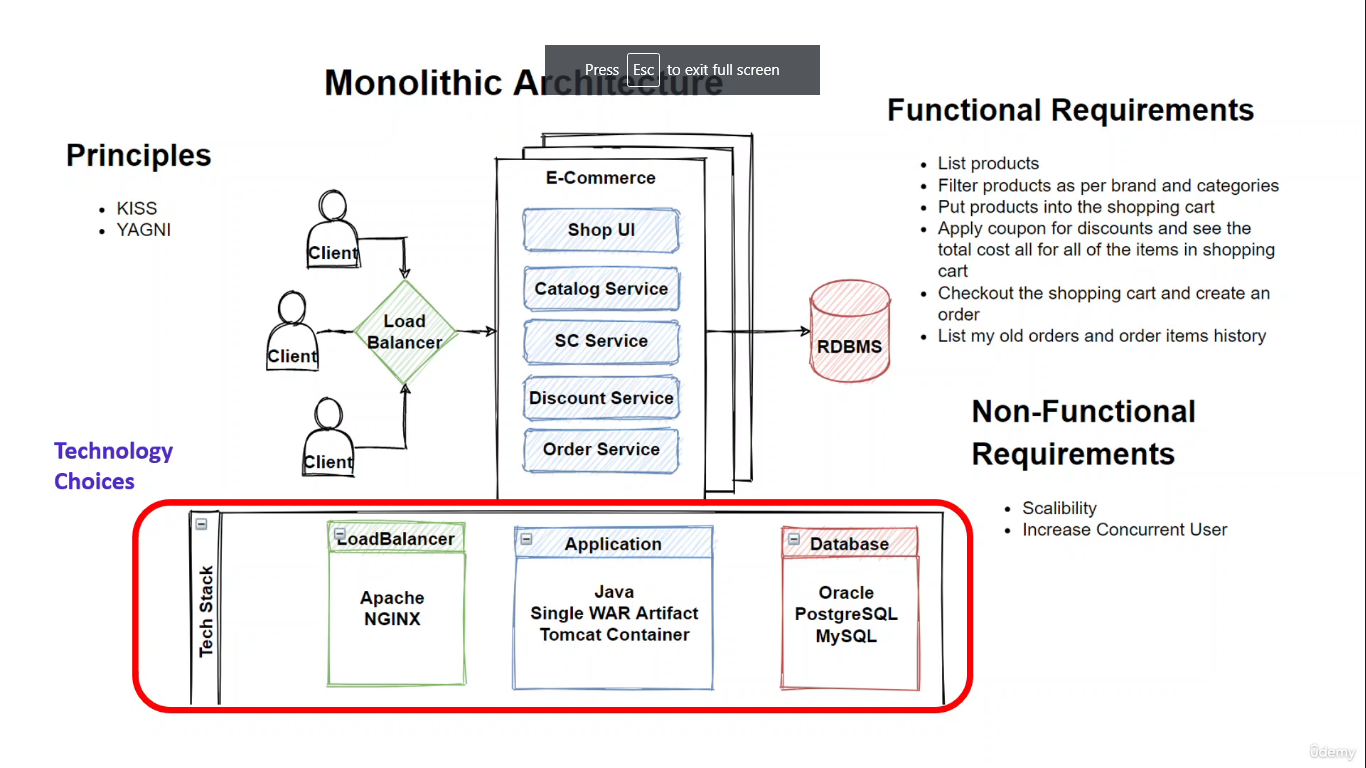 Press Esc to exit full screen
Monolithic Architecture
Principles
• KISS
• YAGNI
Client
Client
Client
Load
Balancer
E-Commerce
Shop UI
Catalog Service
SC Service
Discount Service
Order Service
RDBMS
Functional Requirements
• List products
• Filter products as per brand and categories
• Put products into the shopping cart
• Apply coupon for discounts and see the
total cost all for all of the items in shopping
cart
• Checkout the shopping cart and create an
order
• List my old orders and order items history
Non-Functional
Requirements
• Scalibility
• Increase Concurrent User
Technology
Choices
Tech Stack
LoadBalancer
Apache
NGINX
Application
Java
Single WAR Artifact
Tomcat Container
Database
Oracle
PostgreSQL
MySQL
ûdemy